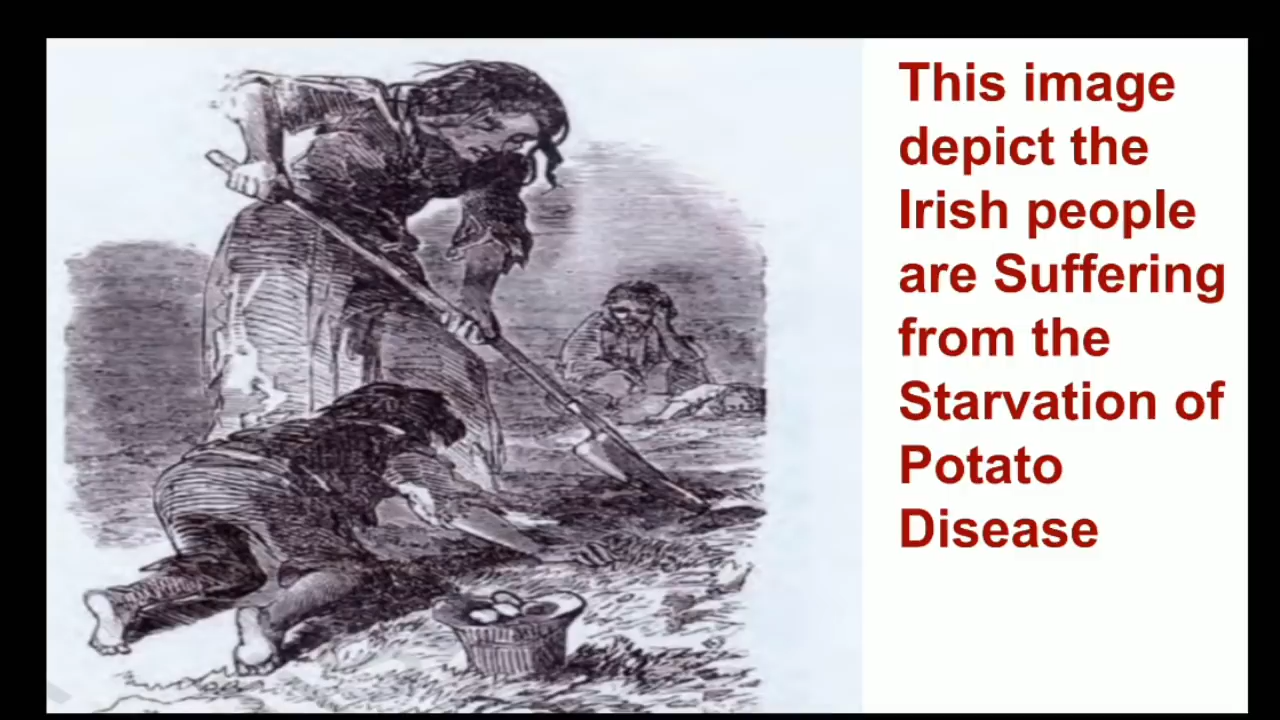 This image
depict the
Irish people
are Suffering
from the
Starvation of
Potato
Disease